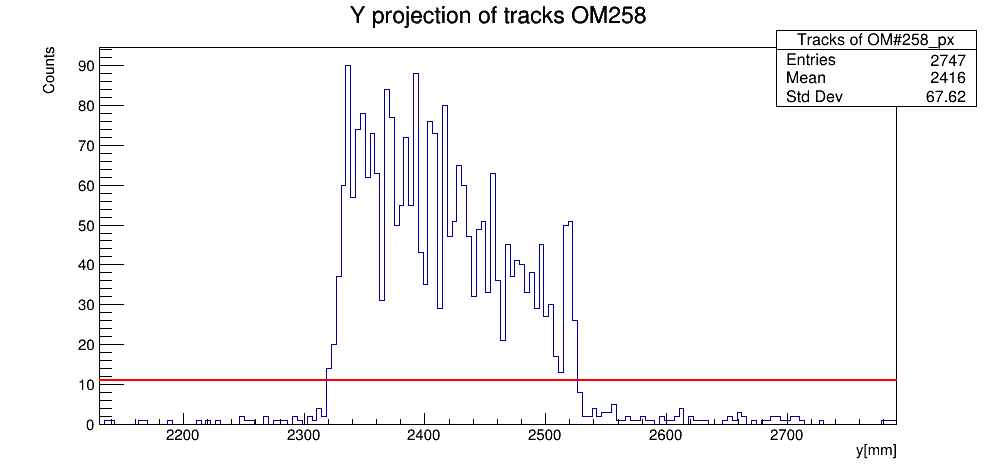 Y projection of tracks OM258
Tracks of OM#258_px
Entries 2747
Mean 2416
Std Dev 67.62
Counts
90
80
70
60
50
40
30
20
10
0
2200 2300 2400 2500 2600 2700
y[mm]